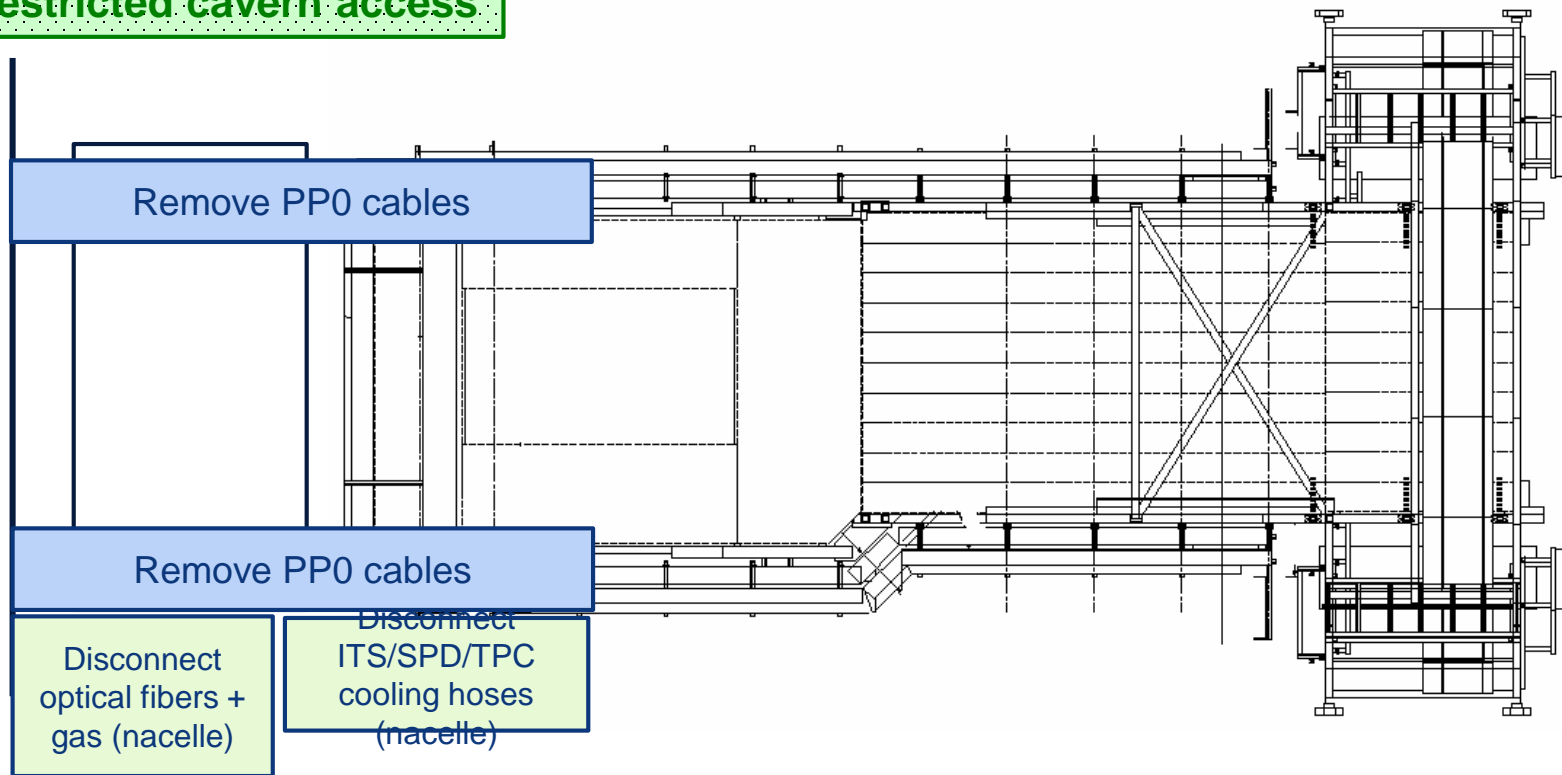 estricted cavern access
Remove PP0 cables
Remove PP0 cables
Disconnect
optical fibers +
gas (nacelle)
Disconnect
ITS/SPD/TPC
cooling hoses
(nacelle)